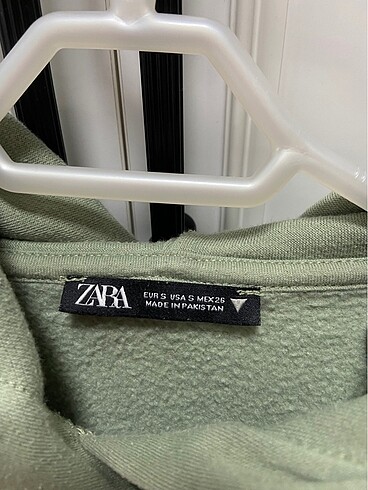 ZARA
EUR S USA S MEX 26
MADE IN PAKISTAN